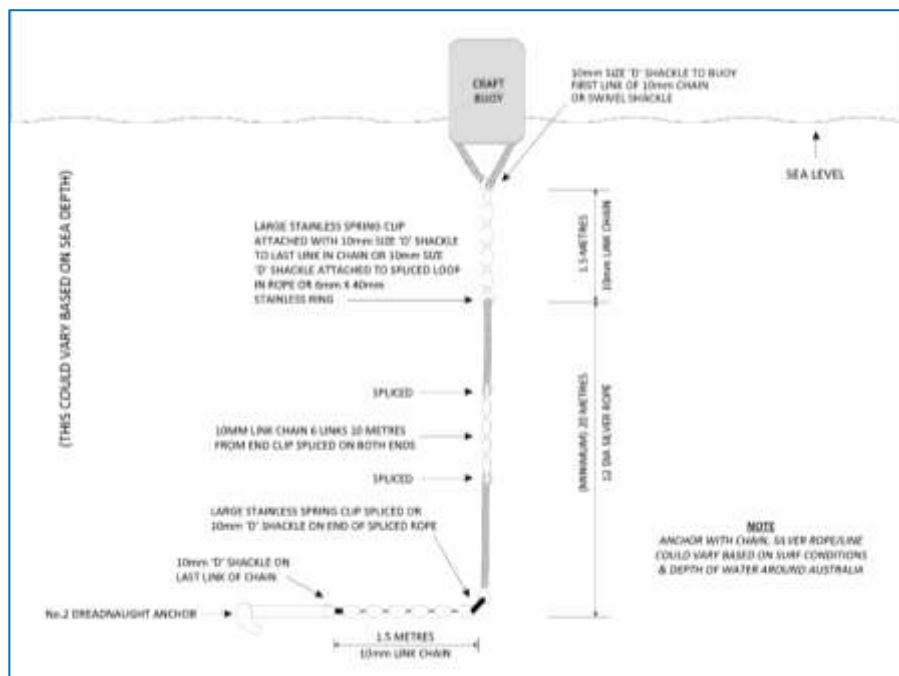 CRAFT
BUOY
10mm SIZE 'D' SHACKLE TO BUOY
FIRST LINK OF 10mm CHAIN
OR SWIVEL SHACKLE
SEA LEVEL
(THIS COULD VARY BASED ON SEA DEPTH)
LARGE STAINLESS SPRING CLIP
ATTACHED WITH 10mm SIZE 'D' SHACKLE
TO LAST LINK IN CHAIN OR 10mm SIZE
'D' SHACKLE ATTACHED TO SPLICED LOOP
IN ROPE OR 6mm X 40mm
STAINLESS RING
1.5 METRES
10mm LINK CHAIN
SPLICED
10MM LINK CHAIN 6 LINKS 10 METRES
FROM END CLIP SPLICED ON BOTH ENDS
SPLICED
(MINIMUM) 20 METRES
12 DIA SILVER ROPE
LARGE STAINLESS SPRING CLIP SPLICED OR
10mm 'D' SHACKLE ON END OF SPLICED ROPE
10mm 'D' SHACKLE ON
LAST LINK OF CHAIN
No.2 DREADNAUGHT ANCHOR
1.5 METRES
10mm LINK CHAIN
NOTE
ANCHOR WITH CHAIN, SILVER ROPE/LINE
COULD VARY BASED ON SURF CONDITIONS
& DEPTH OF WATER AROUND AUSTRALIA